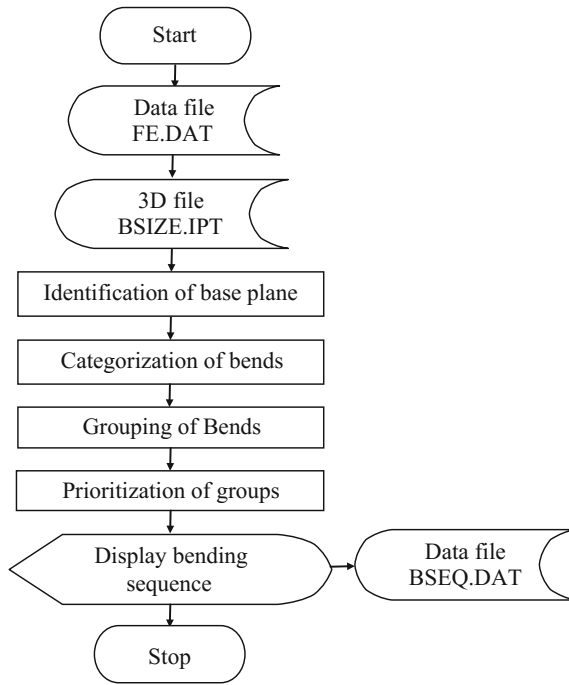 Start
Data file
FE.DAT
3D file
BSIZE.IPT
Identification of base plane
Categorization of bends
Grouping of Bends
Prioritization of groups
Display bending
sequence
Data file
BSEQ.DAT
Stop